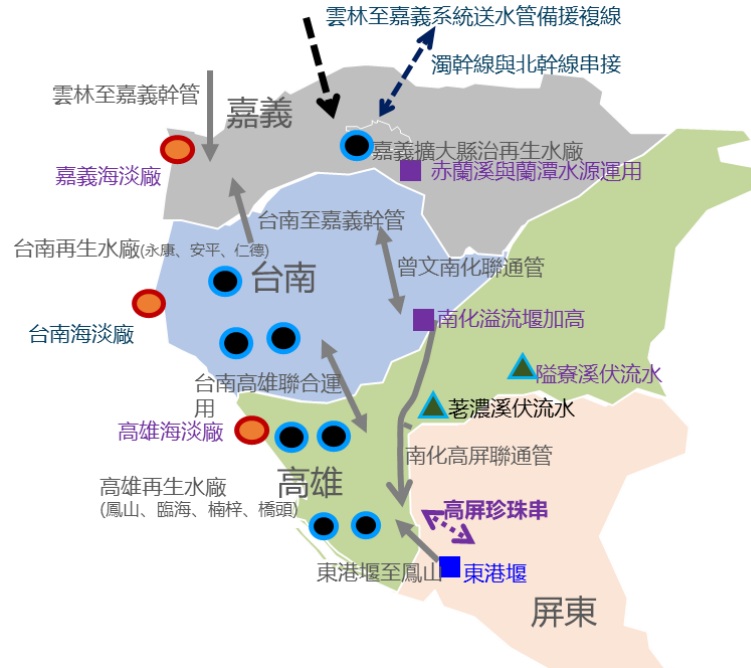 雲林至嘉義系統送水管備援複線
濁幹線與北幹線串接
雲林至嘉義幹管
嘉義
嘉義擴大縣治再生水廠
赤蘭溪與蘭潭水源運用
嘉義海淡廠
台南至嘉義幹管
台南再生水廠(永康、安平、仁德)
台南
曾文南化聯通管
南化溢流堰加高
台南海淡廠
隘寮溪伏流水
台南高雄聯合運
用
荖濃溪伏流水
高雄海淡廠
南化高屏聯通管
高雄
高雄再生水廠
(鳳山、臨海、楠梓、橋頭)
高屏珍珠串
東港堰至鳳山
東港堰
屏東